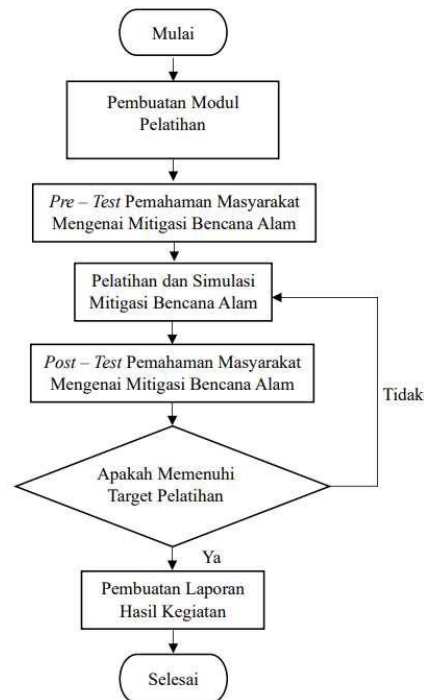 Mulai
Pembuatan Modul
Pelatihan
Pre – Test Pemahaman Masyarakat
Mengenai Mitigasi Bencana Alam
Pelatihan dan Simulasi
Mitigasi Bencana Alam
Post – Test Pemahaman Masyarakat
Mengenai Mitigasi Bencana Alam
Tidak
Apakah Memenuhi
Target Pelatihan
Ya
Pembuatan Laporan
Hasil Kegiatan
Selesai